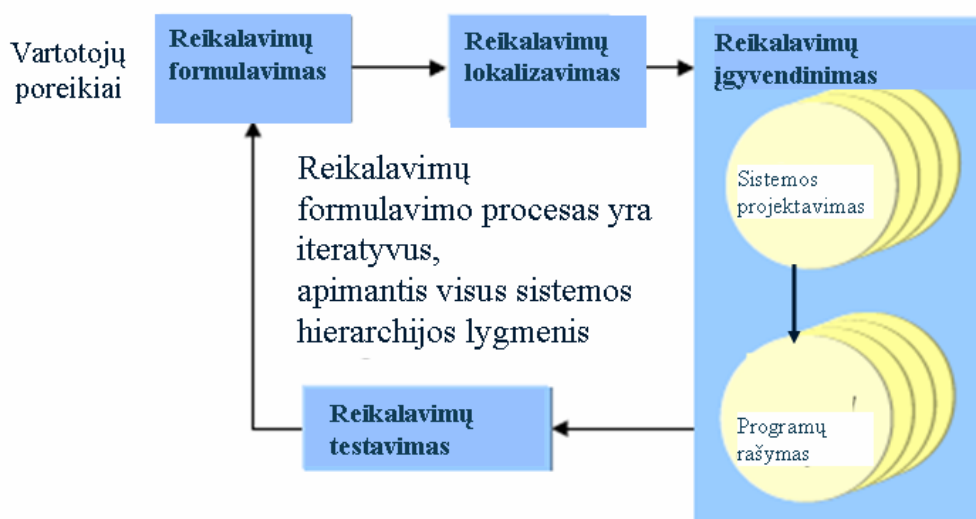 Vartotojų
poreikiai
Reikalavimų
formulavimas
Reikalavimų
lokalizavimas
Reikalavimų
įgyvendinimas
Sistemos
projektavimas
Reikalavimų
formulavimo procesas yra
iteratyvus,
apimantis visus sistemos
hierarchijos lygmenis
Programų
rašymas
Reikalavimų
testavimas